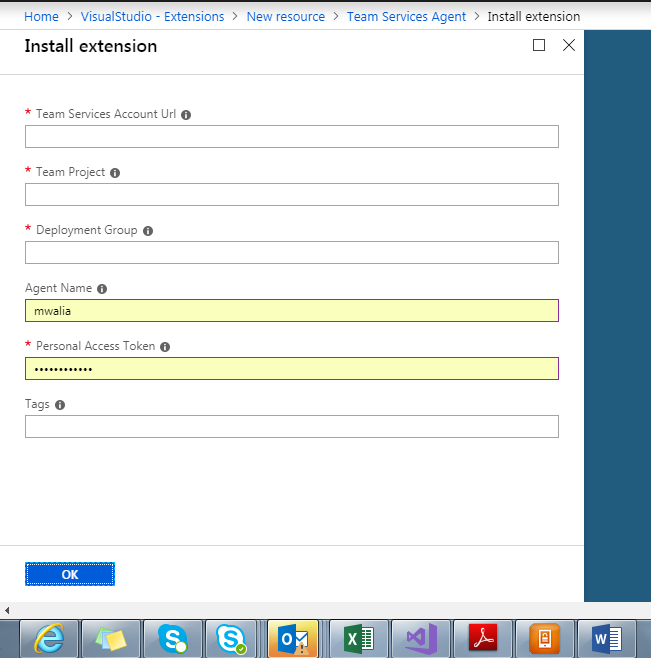 Home > VisualStudio - Extensions > New resource > Team Services Agent > Install extension
Install extension
* Team Services Account Url
* Team Project
* Deployment Group
Agent Name
mwalia
* Personal Access Token
••••••••••••
Tags
OK